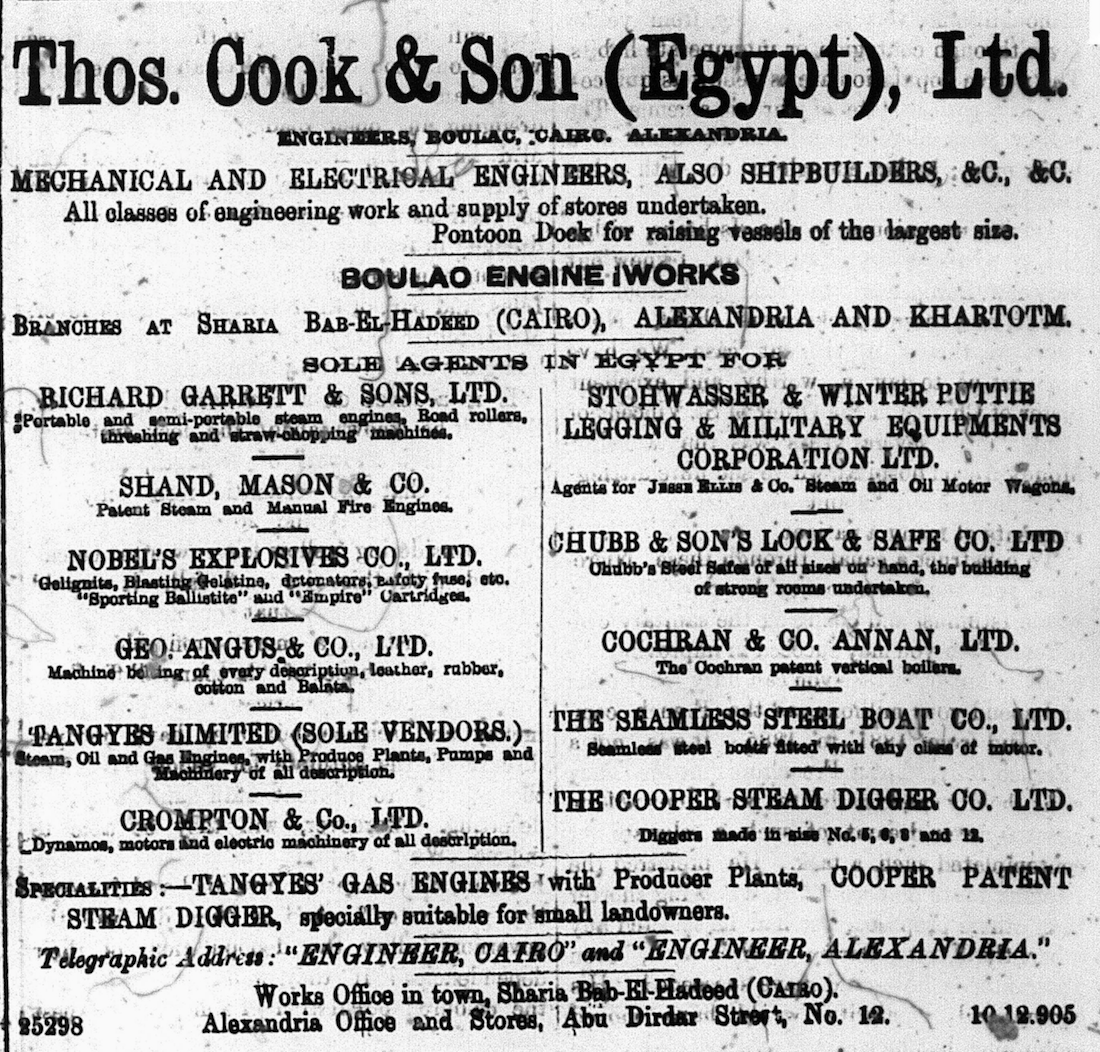 Thos. Cook & Son (Egypt), Ltd.
ENGINEERS, BOULAC, CAIRO. ALEXANDRIA.
MECHANICAL AND ELECTRICAL ENGINEERS, ALSO SHIPBUILDERS, &C., &C.
All classes of engineering work and supply of stores undertaken.
Pontoon Dock for raising vessels of the largest size.
BOULAO ENGINE WORKS
BRANCHES AT SHARIA BAB-EL-HADEED (CAIRO), ALEXANDRIA AND KHARTOTM.
SOLE AGENTS IN EGYPT FOR
RICHARD GARRETT & SONS, LTD.
Portable and semi-portable steam engines, Road rollers,
threshing and straw-chopping machines.
SHAND, MASON & CO.
Patent Steam and Manual Fire Engines.
NOBEL'S EXPLOSIVES CO., LTD.
Gelignite, Blasting Gelatine, detonators, safety fuse, etc.
"Sporting Ballistite" and "Empire" Cartridges.
GEO. ANGUS & CO., LTD.
Machine belting of every description, leather, rubber,
cotton and Balata.
TANGYES LIMITED (SOLE VENDORS.)
Steam, Oil and Gas Engines, with Produce Plants, Pumps and
Machinery of all description.
CROMPTON & Co., LTD.
Dynamos, motors and electric machinery of all description.
STOHWASSER & WINTER PUTTIE
LEGGING & MILITARY EQUIPMENTS
CORPORATION LTD.
Agents for JESSE ELLIS & Co. Steam and Oil Motor Wagons.
CHUBB & SON'S LOCK & SAFE CO. LTD
Chubb's Steel Safes of all sizes on hand, the building
of strong rooms undertaken.
COCHRAN & CO. ANNAN, LTD.
The Cochran patent vertical boilers.
THE SEAMLESS STEEL BOAT CO., LTD.
Seamless steel boats fitted with any class of motor.
THE COOPER STEAM DIGGER CO. LTD.
Diggers made in size No. 5, 6, 8 and 12.
SPECIALITIES:—TANGYES' GAS ENGINES with Producer Plants, COOPER PATENT
STEAM DIGGER, specially suitable for small landowners.
Telegraphic Address: "ENGINEER, CAIRO" and "ENGINEER, ALEXANDRIA."
Works Office in town, Sharia Bab-El-Hadeed (CAIRO).
Alexandria Office and Stores, Abu Dirdar Street, No. 12.
25298
10.12.905